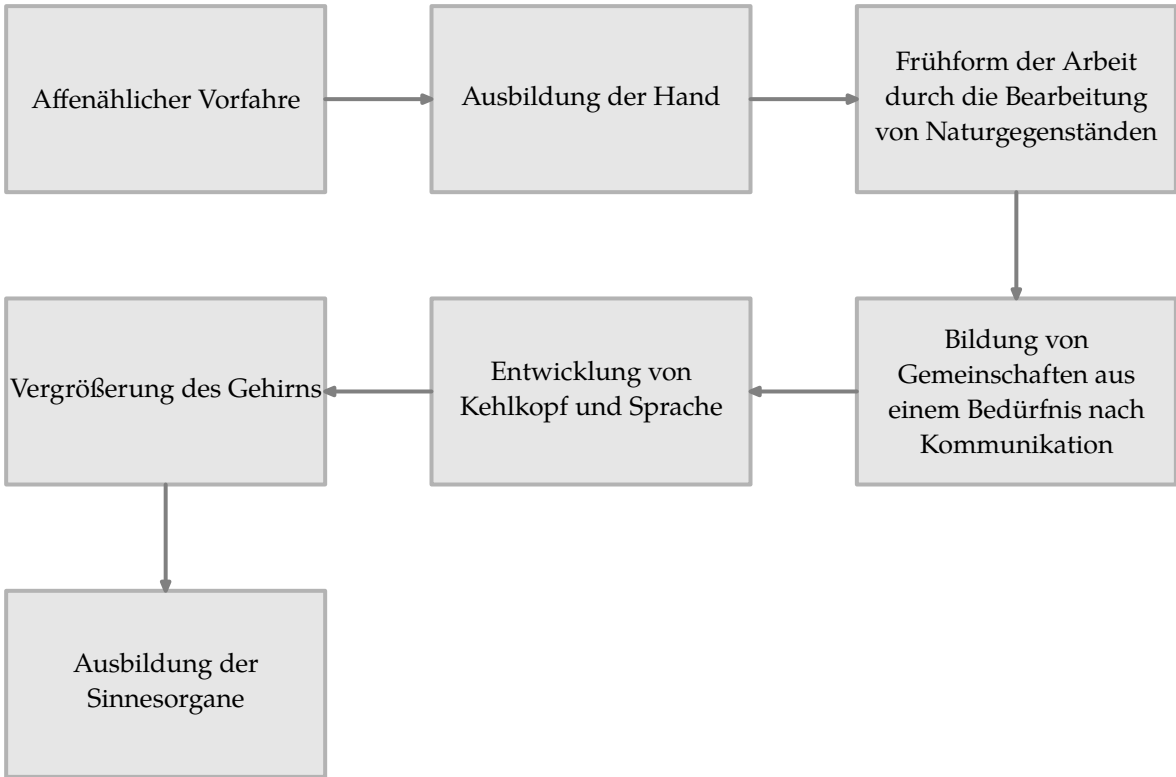 Affenählicher Vorfahre
Ausbildung der Hand
Frühform der Arbeit
durch die Bearbeitung
von Naturgegenständen
Bildung von
Gemeinschaften aus
einem Bedürfnis nach
Kommunikation
Entwicklung von
Kehlkopf und Sprache
Vergrößerung des Gehirns
Ausbildung der
Sinnesorgane